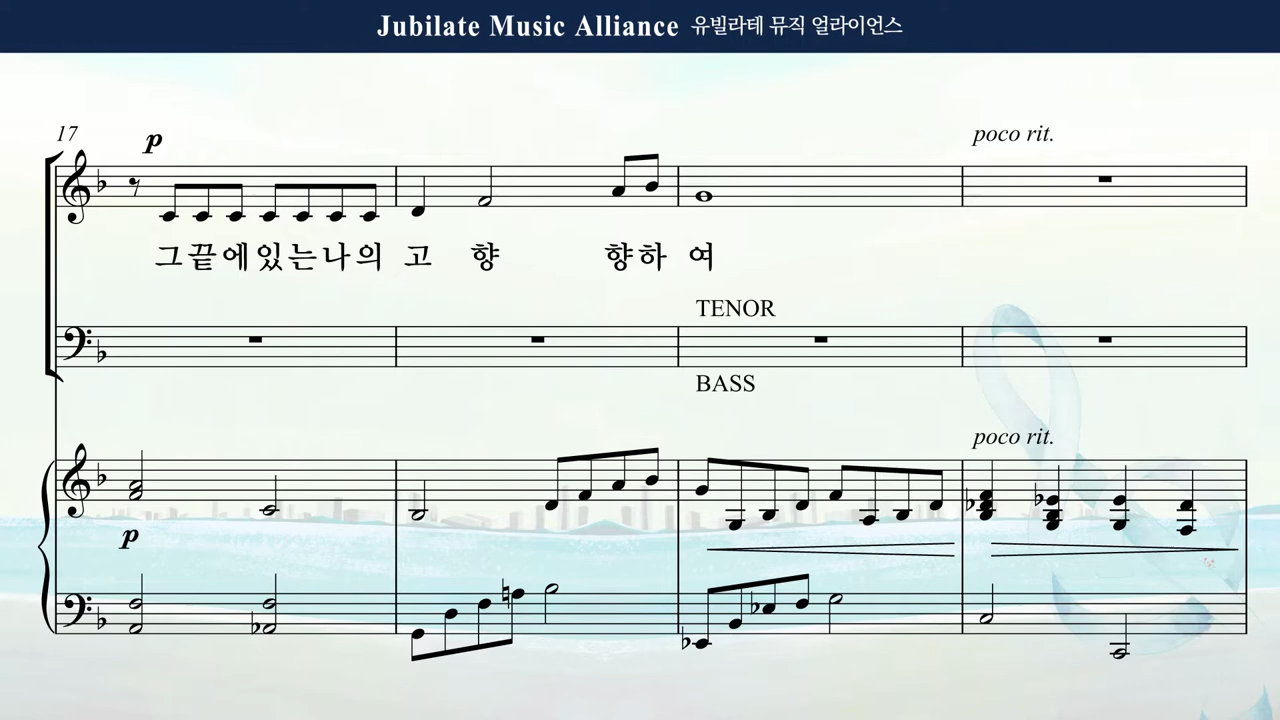 Jubilate Music Alliance 유빌라테 뮤직 얼라이언스
17
p
poco rit.
그끝에있는나의 고 향 향하 여
TENOR
BASS
poco rit.
p